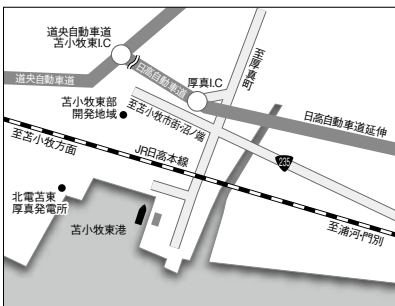 道央自動車道
苫小牧東I.C
道央自動車道
日高自動車道
厚真I.C
至厚真町
苫小牧東部
開発地域
至苫小牧市街・沼ノ端
日高自動車道延伸
至苫小牧方面
JR日高本線
235
北電苫東
厚真発電所
苫小牧東港
至浦河・門別